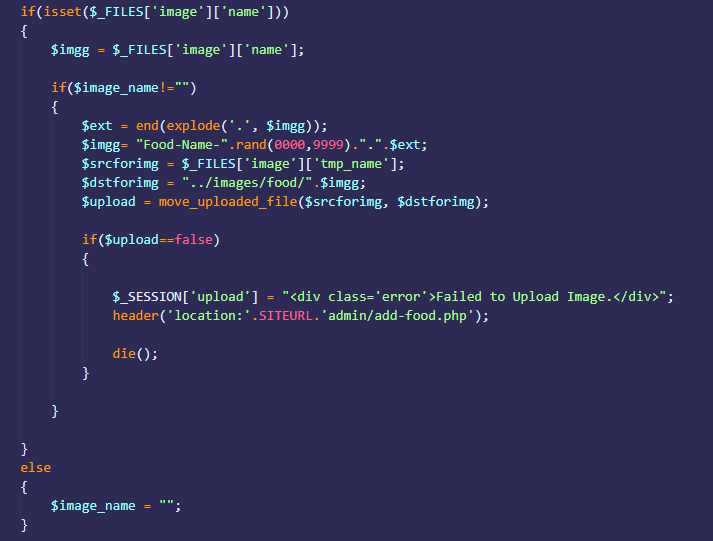 if(isset($_FILES['image']['name']))
{
$imgg = $_FILES['image']['name'];
if($image_name!="")
{
$ext = end(explode('.', $imgg));
$imgg= "Food-Name-".rand(0000,9999).".".$ext;
$srcforimg = $_FILES['image']['tmp_name'];
$dstforimg = "../images/food/".$imgg;
$upload = move_uploaded_file($srcforimg, $dstforimg);
if($upload==false)
{
$_SESSION['upload'] = "<div class='error'>Failed to Upload Image.</div>";
header('location:'.SITEURL.'admin/add-food.php');
die();
}
}
}
else
{
$image_name = "";
}